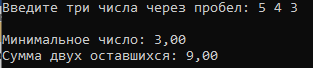 Введите три числа через пробел: 5 4 3
Минимальное число: 3,00
Сумма двух оставшихся: 9,00